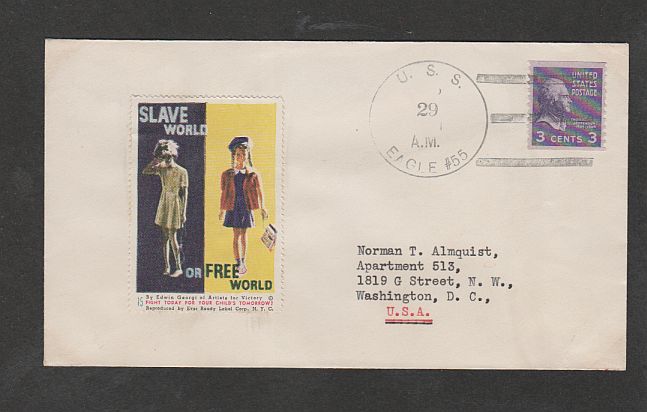 SLAVE
WORLD
OR FREE
WORLD
15
By Edwin Georgi of Artists for Victory ©
FIGHT TODAY FOR YOUR CHILD'S TOMORROW!
Reproduced by Ever Ready Label Corp. N. Y. C.
U. S. S.
29
A.M.
EAGLE #55
UNITED
STATES
POSTAGE
3 CENTS 3
Norman T. Almquist,
Apartment 513,
1819 G Street, N. W.,
Washington, D. C.,
U.S.A.